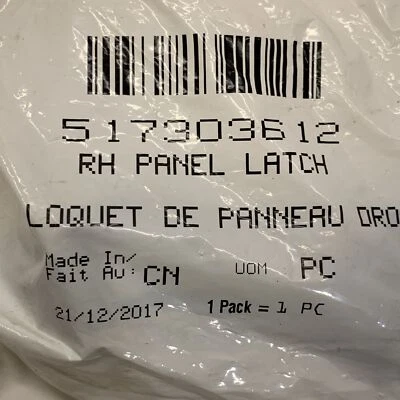 517303612
RH PANEL LATCH
LOQUET DE PANNEAU DRO
Made In/
Fait Au: CN UOM PC
21/12/2017 1 Pack = 1 PC